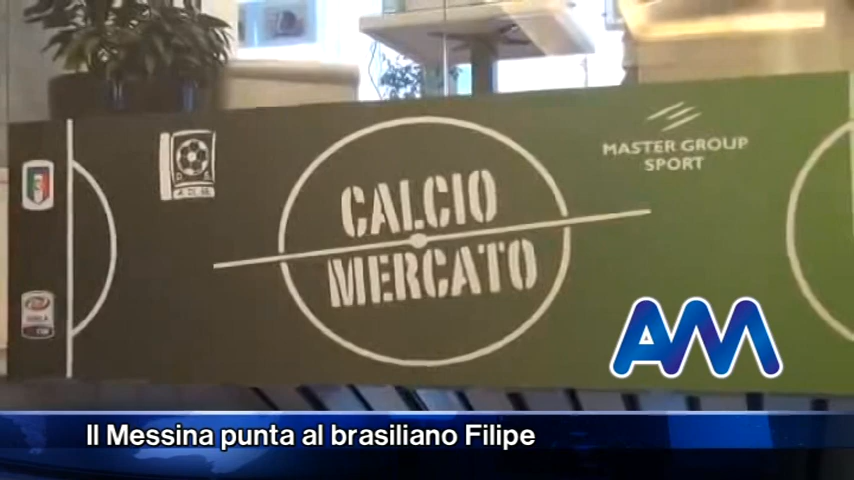 MASTER GROUP
SPORT
CALCIO
MERCATO
AM
Il Messina punta al brasiliano Filipe